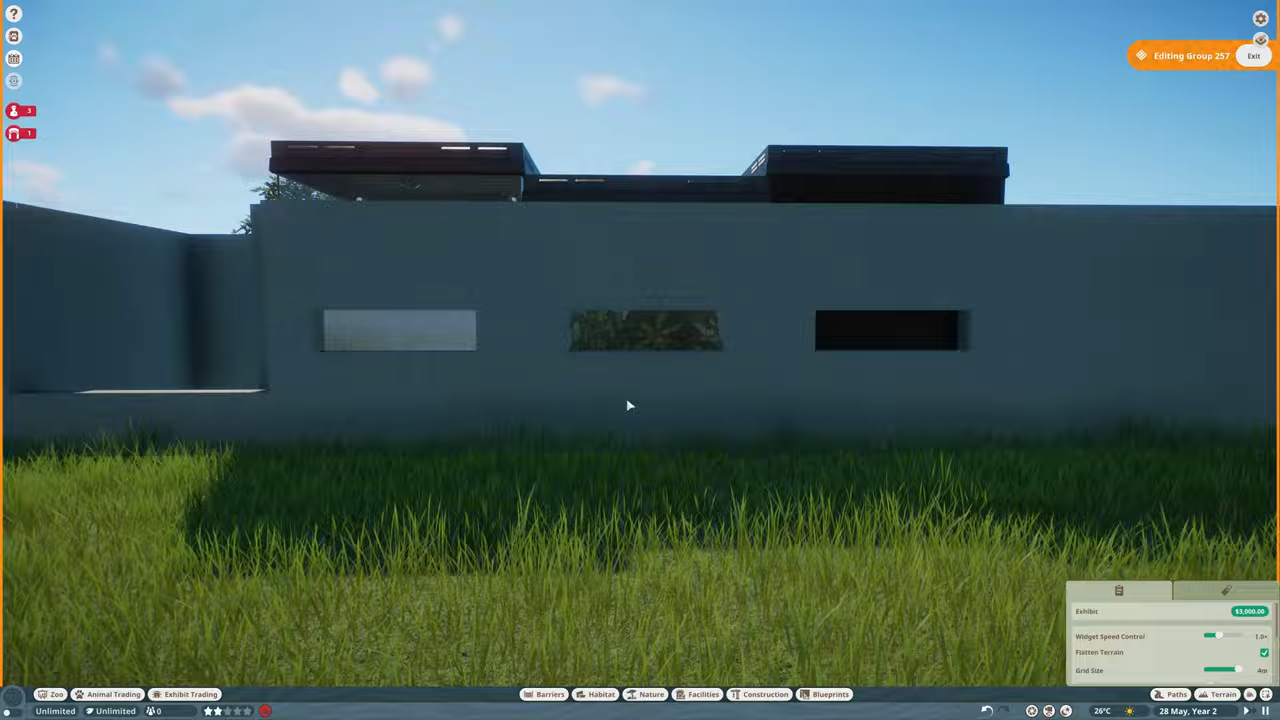 ?
Editing Group 257
Exit
3
1
Exhibit
$3,000.00
Widget Speed Control
1.0×
Flatten Terrain
Grid Size
4m
Zoo
Animal Trading
Exhibit Trading
Barriers
Habitat
Nature
Facilities
Construction
Blueprints
Paths
Terrain
Unlimited
Unlimited
0
26°C
28 May, Year 2